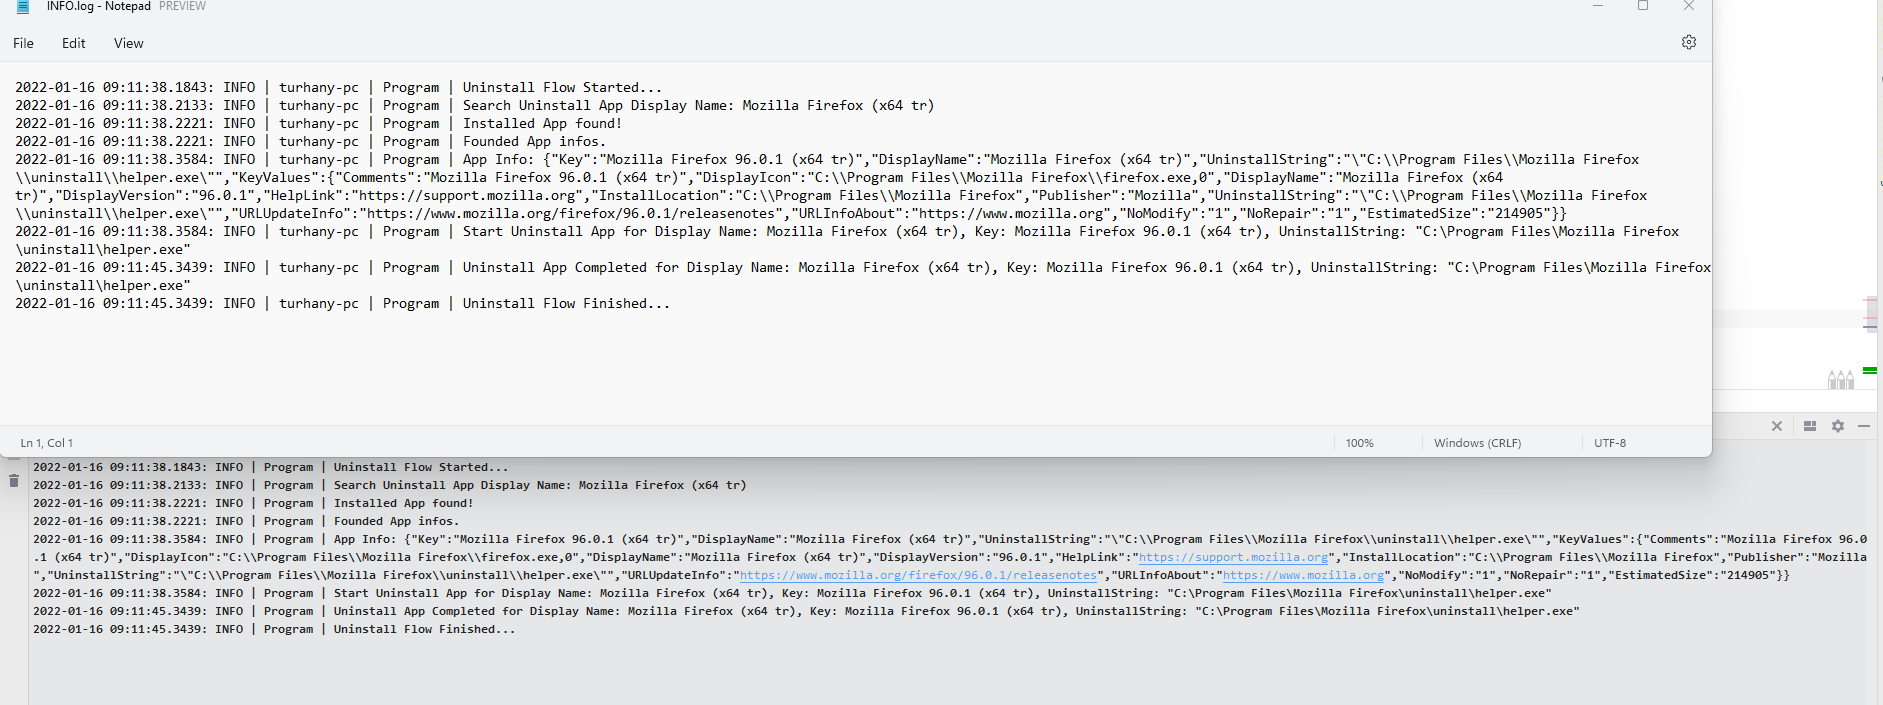 INFO.log - Notepad PREVIEW
File Edit View
2022-01-16 09:11:38.1843: INFO | turhany-pc | Program | Uninstall Flow Started...
2022-01-16 09:11:38.2133: INFO | turhany-pc | Program | Search Uninstall App Display Name: Mozilla Firefox (x64 tr)
2022-01-16 09:11:38.2221: INFO | turhany-pc | Program | Installed App found!
2022-01-16 09:11:38.2221: INFO | turhany-pc | Program | Founded App infos.
2022-01-16 09:11:38.3584: INFO | turhany-pc | Program | App Info: {"Key":"Mozilla Firefox 96.0.1 (x64 tr)","DisplayName":"Mozilla Firefox (x64 tr)","UninstallString":"\"C:\\Program Files\\Mozilla Firefox
\\uninstall\\helper.exe\"","KeyValues":{"Comments":"Mozilla Firefox 96.0.1 (x64 tr)","DisplayIcon":"C:\\Program Files\\Mozilla Firefox\\firefox.exe,0","DisplayName":"Mozilla Firefox (x64
tr)","DisplayVersion":"96.0.1","HelpLink":"https://support.mozilla.org","InstallLocation":"C:\\Program Files\\Mozilla Firefox","Publisher":"Mozilla","UninstallString":"\"C:\\Program Files\\Mozilla Firefox
\\uninstall\\helper.exe\"","URLUpdateInfo":"https://www.mozilla.org/firefox/96.0.1/releasenotes","URLInfoAbout":"https://www.mozilla.org","NoModify":"1","NoRepair":"1","EstimatedSize":"214905"}}
2022-01-16 09:11:38.3584: INFO | turhany-pc | Program | Start Uninstall App for Display Name: Mozilla Firefox (x64 tr), Key: Mozilla Firefox 96.0.1 (x64 tr), UninstallString: "C:\Program Files\Mozilla Firefox
\uninstall\helper.exe"
2022-01-16 09:11:45.3439: INFO | turhany-pc | Program | Uninstall App Completed for Display Name: Mozilla Firefox (x64 tr), Key: Mozilla Firefox 96.0.1 (x64 tr), UninstallString: "C:\Program Files\Mozilla Firefox
\uninstall\helper.exe"
2022-01-16 09:11:45.3439: INFO | turhany-pc | Program | Uninstall Flow Finished...
Ln 1, Col 1 100% Windows (CRLF) UTF-8
2022-01-16 09:11:38.1843: INFO | Program | Uninstall Flow Started...
2022-01-16 09:11:38.2133: INFO | Program | Search Uninstall App Display Name: Mozilla Firefox (x64 tr)
2022-01-16 09:11:38.2221: INFO | Program | Installed App found!
2022-01-16 09:11:38.2221: INFO | Program | Founded App infos.
2022-01-16 09:11:38.3584: INFO | Program | App Info: {"Key":"Mozilla Firefox 96.0.1 (x64 tr)","DisplayName":"Mozilla Firefox (x64 tr)","UninstallString":"\"C:\\Program Files\\Mozilla Firefox\\uninstall\\helper.exe\"","KeyValues":{"Comments":"Mozilla Firefox 96.0
.1 (x64 tr)","DisplayIcon":"C:\\Program Files\\Mozilla Firefox\\firefox.exe,0","DisplayName":"Mozilla Firefox (x64 tr)","DisplayVersion":"96.0.1","HelpLink":"https://support.mozilla.org","InstallLocation":"C:\\Program Files\\Mozilla Firefox","Publisher":"Mozilla
","UninstallString":"\"C:\\Program Files\\Mozilla Firefox\\uninstall\\helper.exe\"","URLUpdateInfo":"https://www.mozilla.org/firefox/96.0.1/releasenotes","URLInfoAbout":"https://www.mozilla.org","NoModify":"1","NoRepair":"1","EstimatedSize":"214905"}}
2022-01-16 09:11:38.3584: INFO | Program | Start Uninstall App for Display Name: Mozilla Firefox (x64 tr), Key: Mozilla Firefox 96.0.1 (x64 tr), UninstallString: "C:\Program Files\Mozilla Firefox\uninstall\helper.exe"
2022-01-16 09:11:45.3439: INFO | Program | Uninstall App Completed for Display Name: Mozilla Firefox (x64 tr), Key: Mozilla Firefox 96.0.1 (x64 tr), UninstallString: "C:\Program Files\Mozilla Firefox\uninstall\helper.exe"
2022-01-16 09:11:45.3439: INFO | Program | Uninstall Flow Finished...